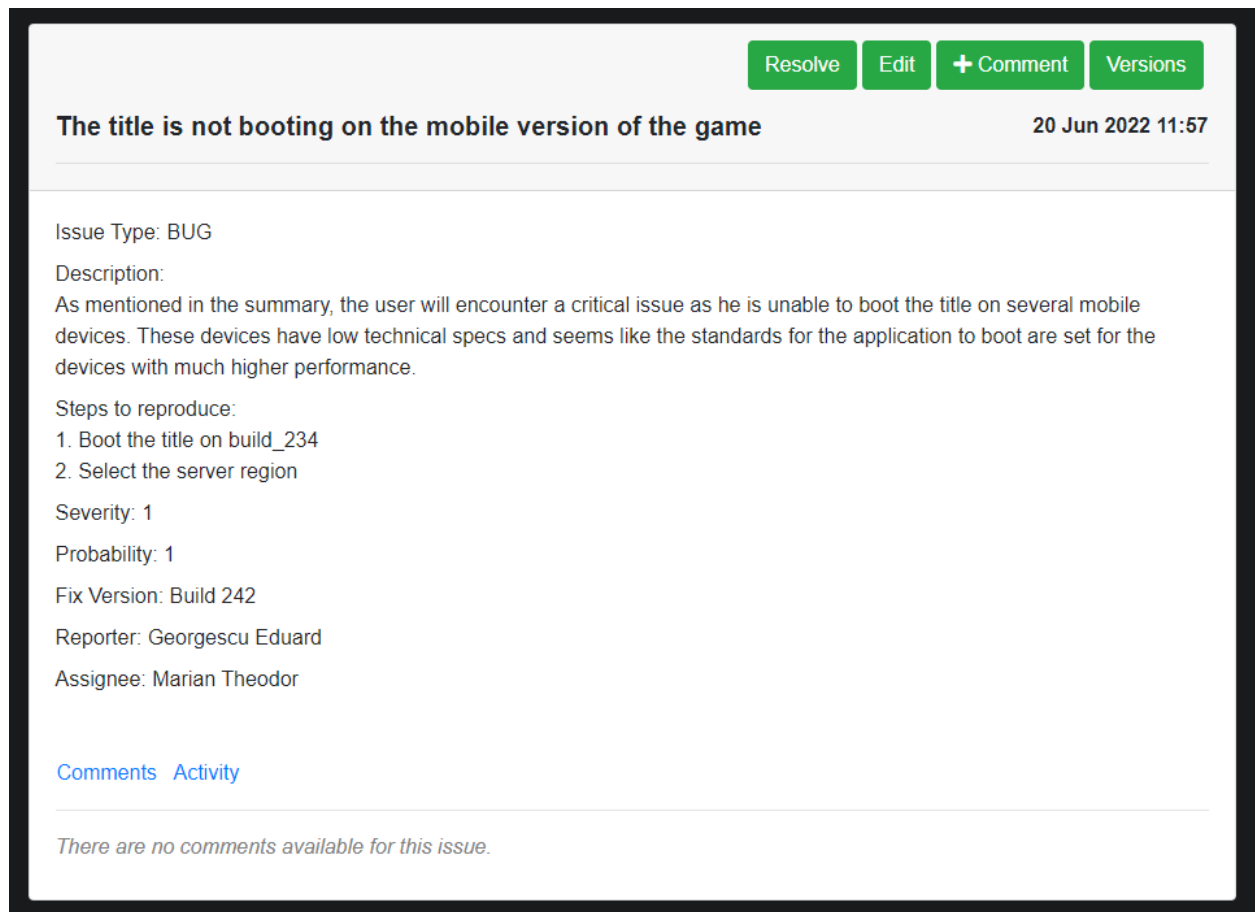 Resolve Edit + Comment Versions
The title is not booting on the mobile version of the game 20 Jun 2022 11:57
Issue Type: BUG
Description:
As mentioned in the summary, the user will encounter a critical issue as he is unable to boot the title on several mobile
devices. These devices have low technical specs and seems like the standards for the application to boot are set for the
devices with much higher performance.
Steps to reproduce:
1. Boot the title on build_234
2. Select the server region
Severity: 1
Probability: 1
Fix Version: Build 242
Reporter: Georgescu Eduard
Assignee: Marian Theodor
Comments Activity
There are no comments available for this issue.